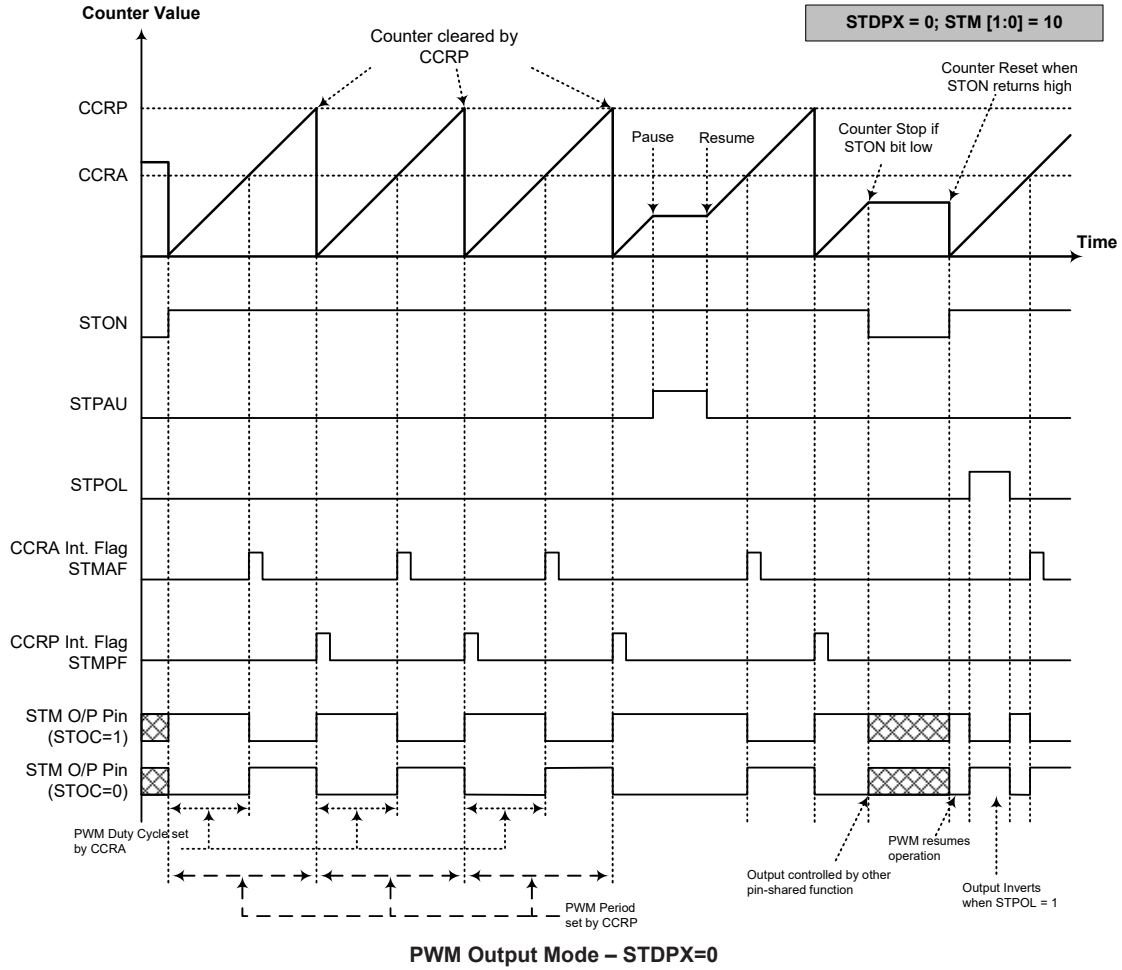 Counter Value
STDPX = 0; STM [1:0] = 10
Counter cleared by
CCRP
Counter Reset when
STON returns high
CCRP
Pause
Resume
Counter Stop if
STON bit low
CCRA
Time
STON
STPAU
STPOL
CCRA Int. Flag
STMAF
CCRP Int. Flag
STMPF
STM O/P Pin
(STOC=1)
STM O/P Pin
(STOC=0)
PWM Duty Cycle set
by CCRA
PWM resumes
operation
Output controlled by other
pin-shared function
Output Inverts
when STPOL = 1
PWM Period
set by CCRP
PWM Output Mode – STDPX=0